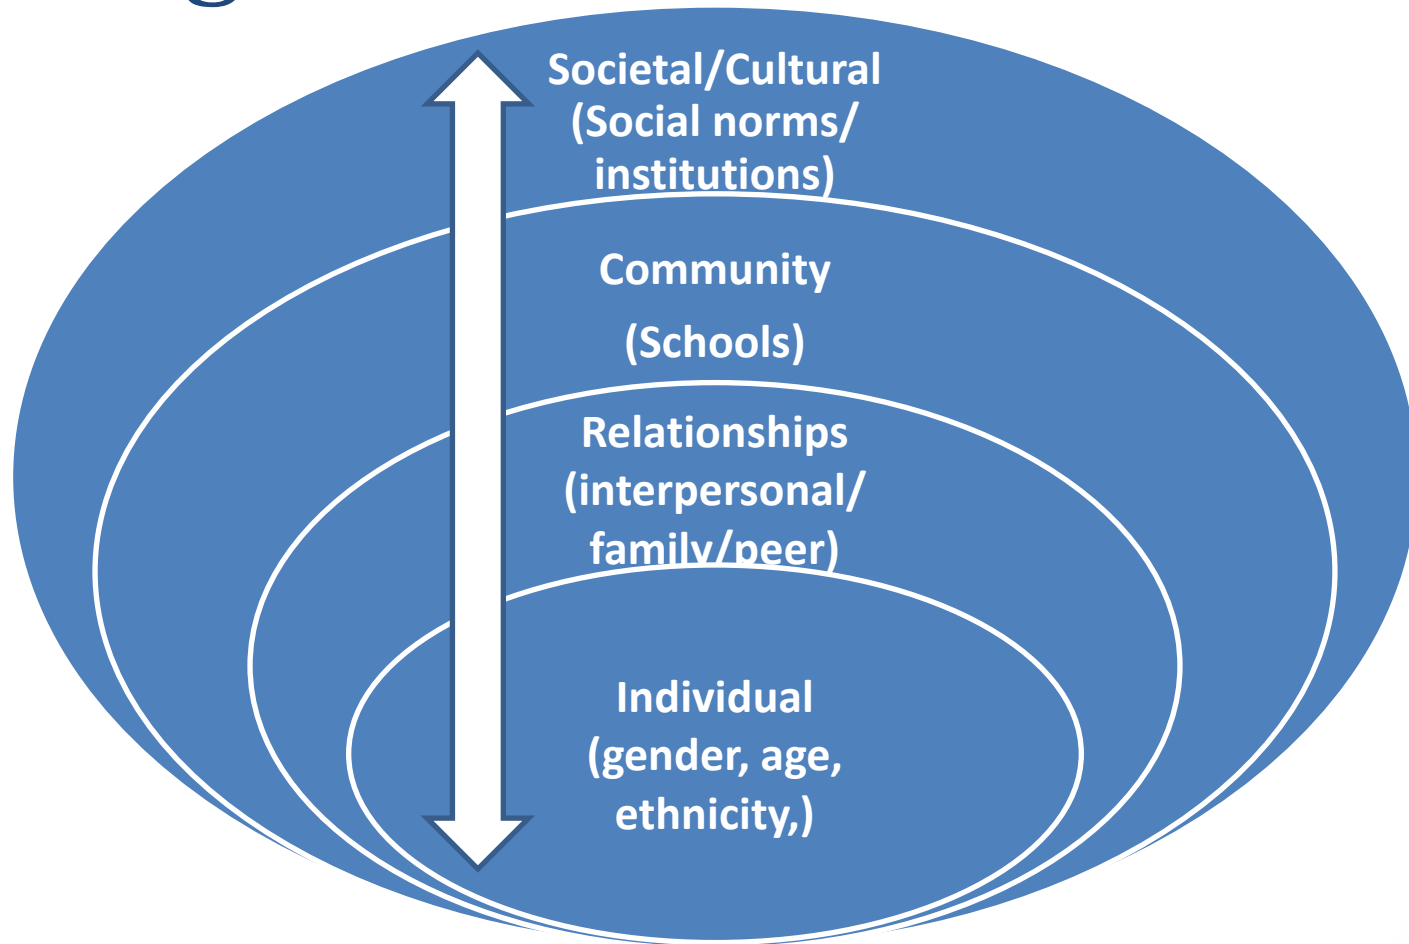 Societal/Cultural
(Social norms/
institutions)
Community
(Schools)
Relationships
(interpersonal/
family/peer)
Individual
(gender, age,
ethnicity,)